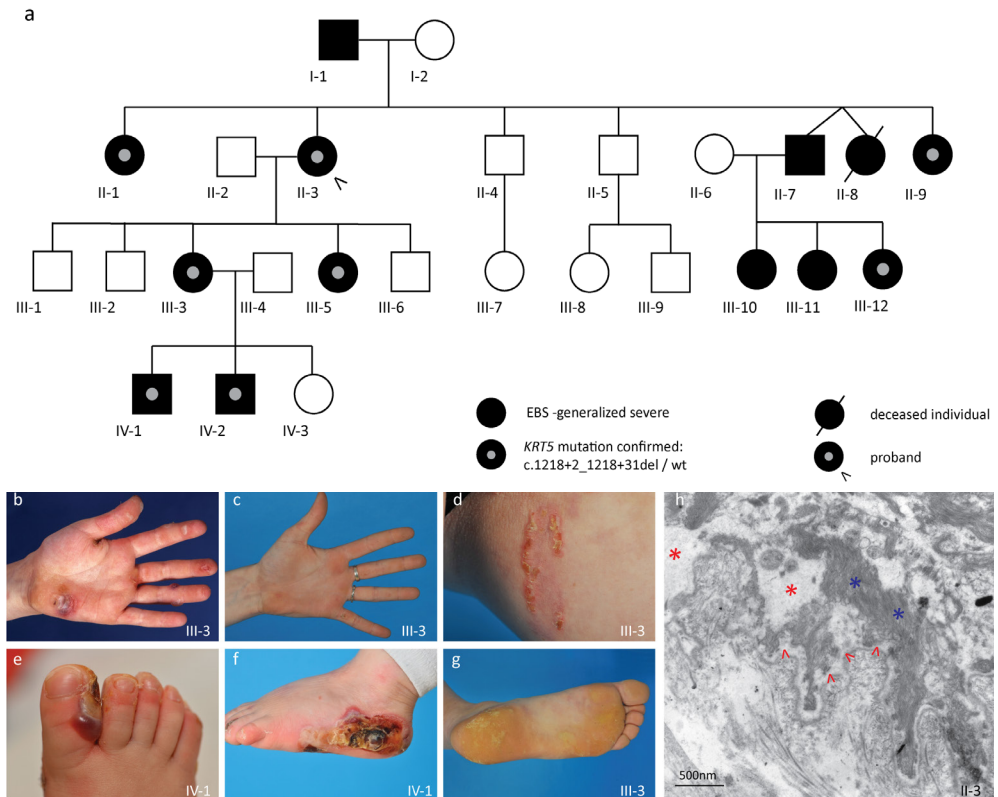 a
I-1
I-2
II-1
II-2
II-3
II-4
II-5
II-6
II-7
II-8
II-9
III-1
III-2
III-3
III-4
III-5
III-6
III-7
III-8
III-9
III-10
III-11
III-12
IV-1
IV-2
IV-3
EBS -generalized severe
KRT5 mutation confirmed:
c.1218+2_1218+31del / wt
deceased individual
proband
b
III-3
c
III-3
d
III-3
e
IV-1
f
IV-1
g
III-3
h
* * * *
500nm
II-3